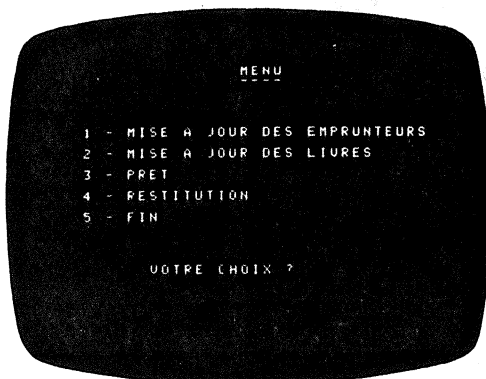 MENU
1 - MISE A JOUR DES EMPRUNTEURS
2 - MISE A JOUR DES LIVRES
3 - PRET
4 - RESTITUTION
5 - FIN
VOTRE CHOIX ?